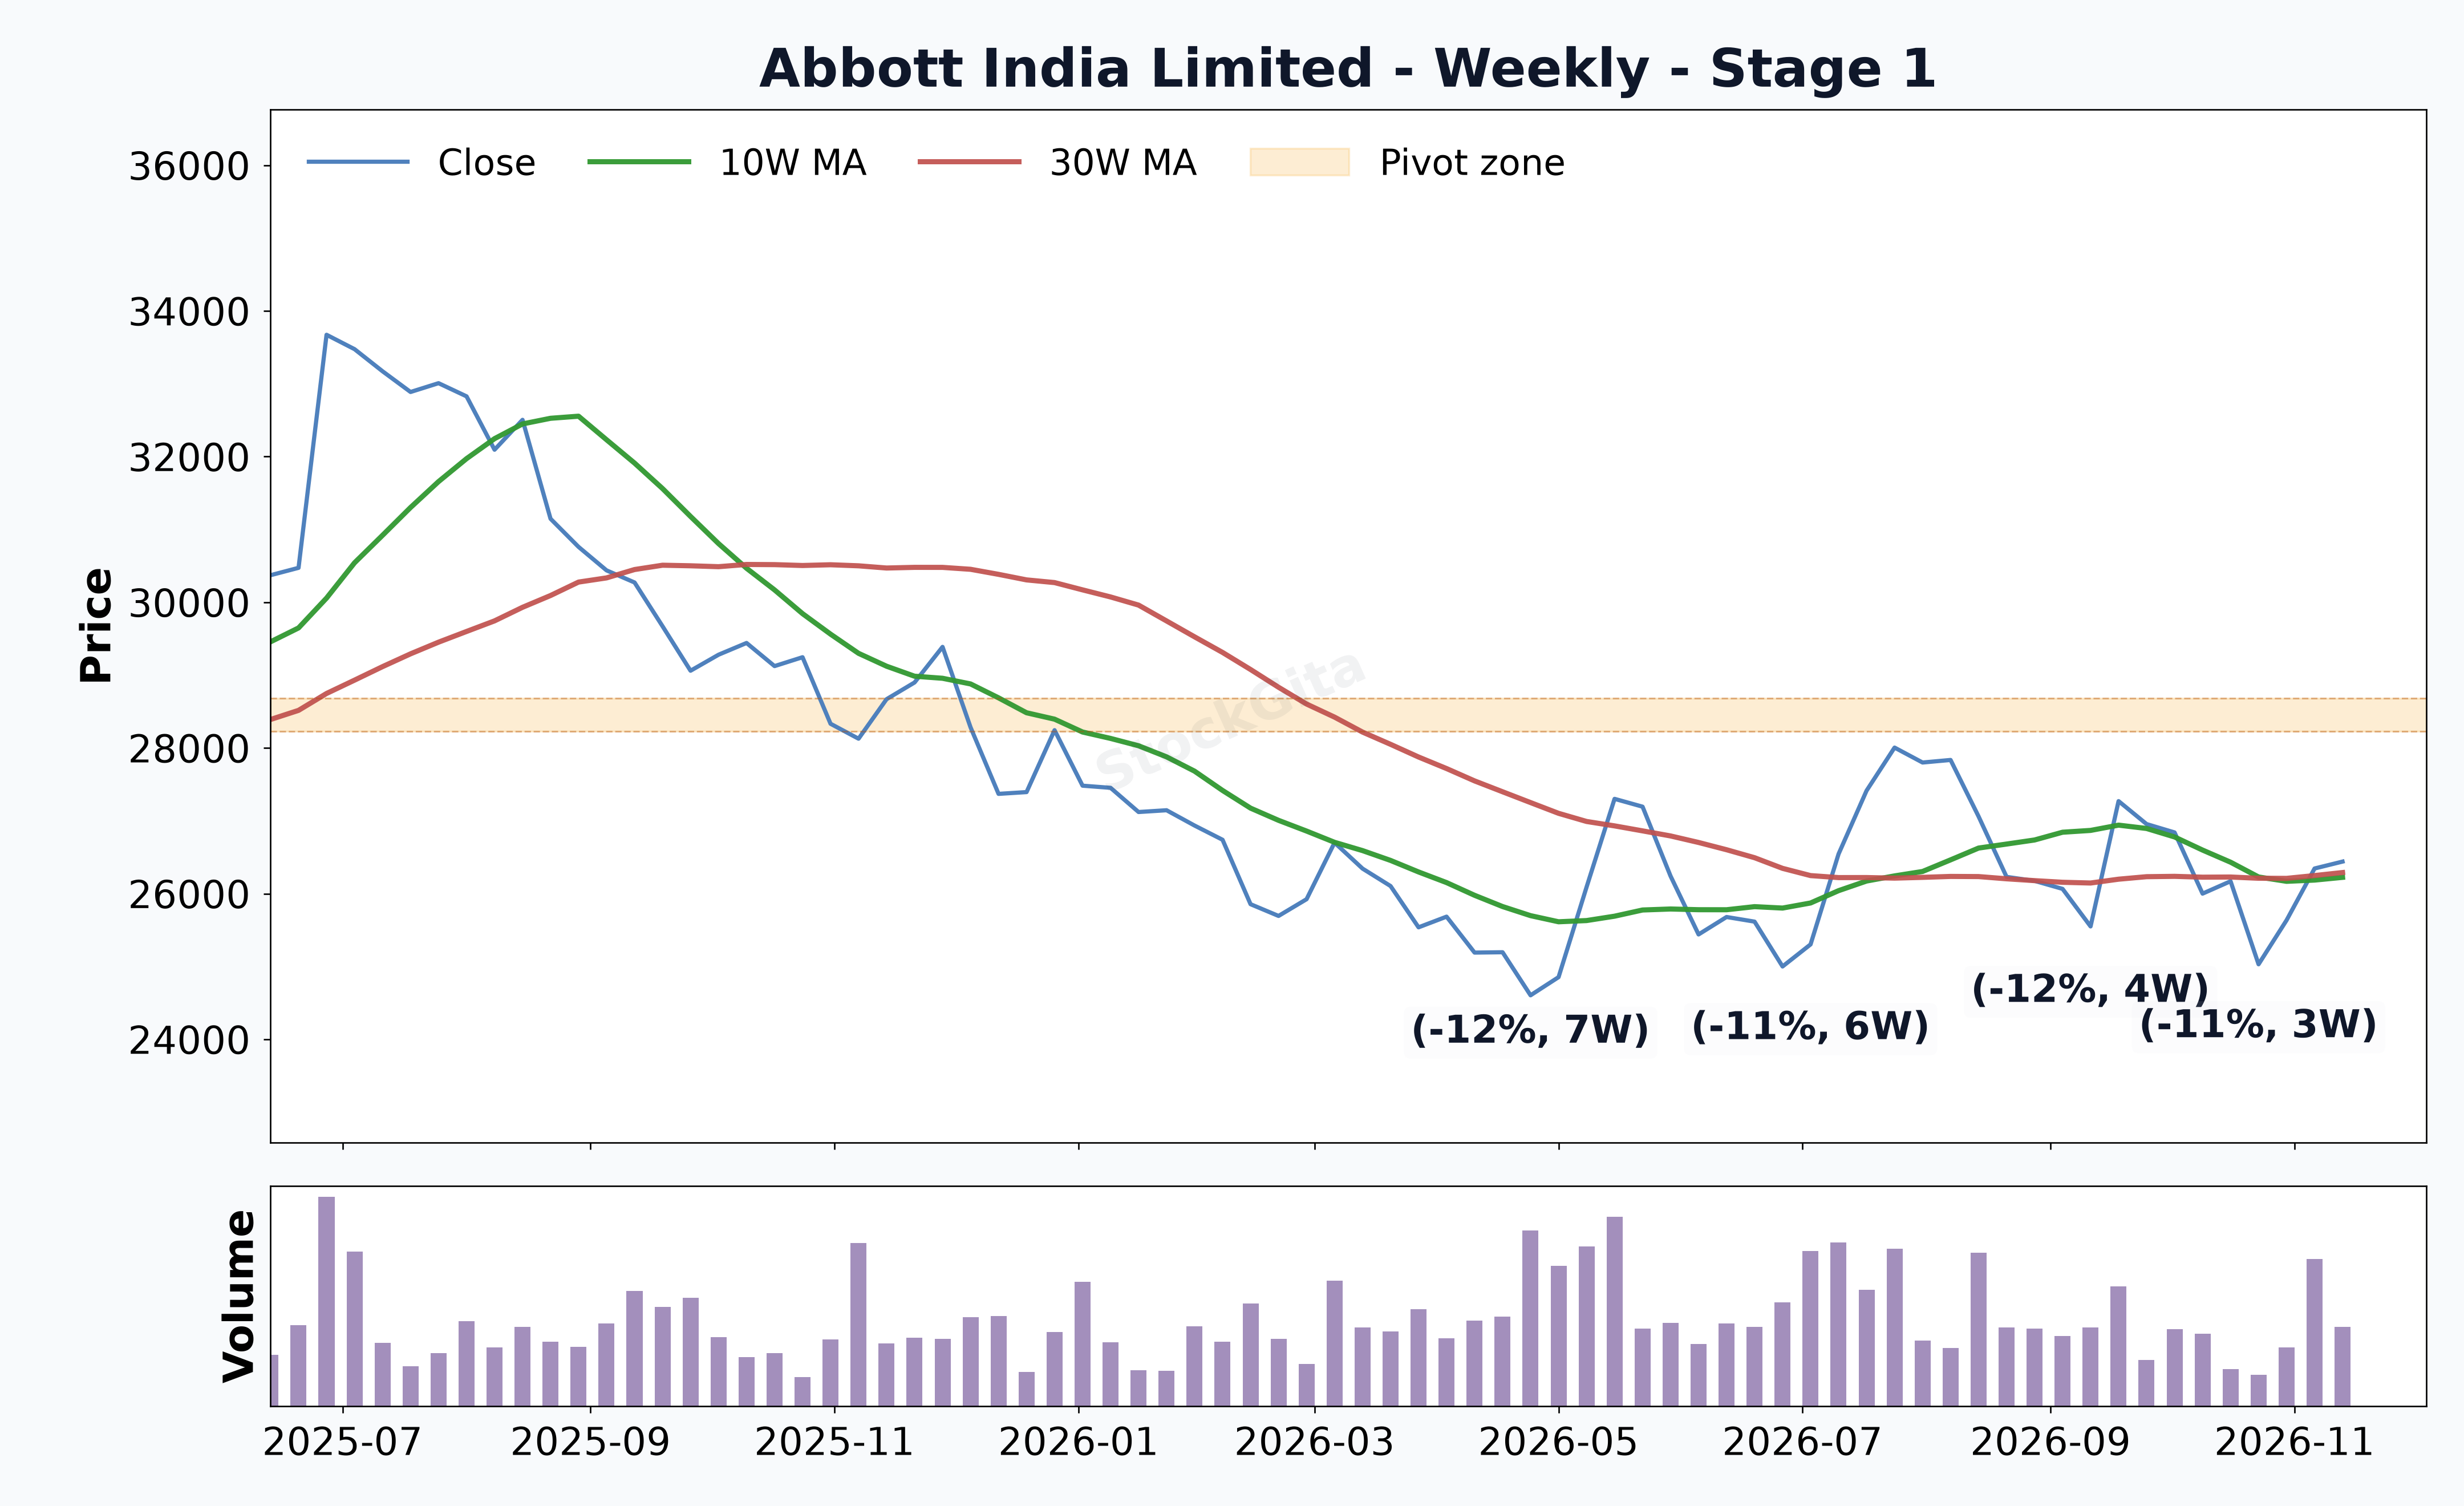 Abbott India Limited - Weekly - Stage 1
Close 10W MA 30W MA Pivot zone
36000
34000
32000
30000
28000
26000
24000
Price
StockGita
(-12%, 4W)
(-12%, 7W) (-11%, 6W) (-11%, 3W)
Volume
2025-07 2025-09 2025-11 2026-01 2026-03 2026-05 2026-07 2026-09 2026-11